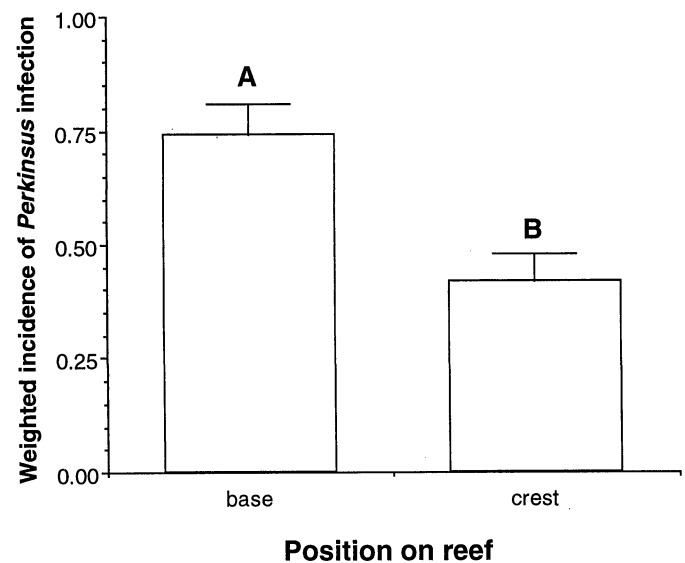 Weighted incidence of Perkinsus infection
1.00
0.75
0.50
0.25
0.00
A
B
base
crest
Position on reef